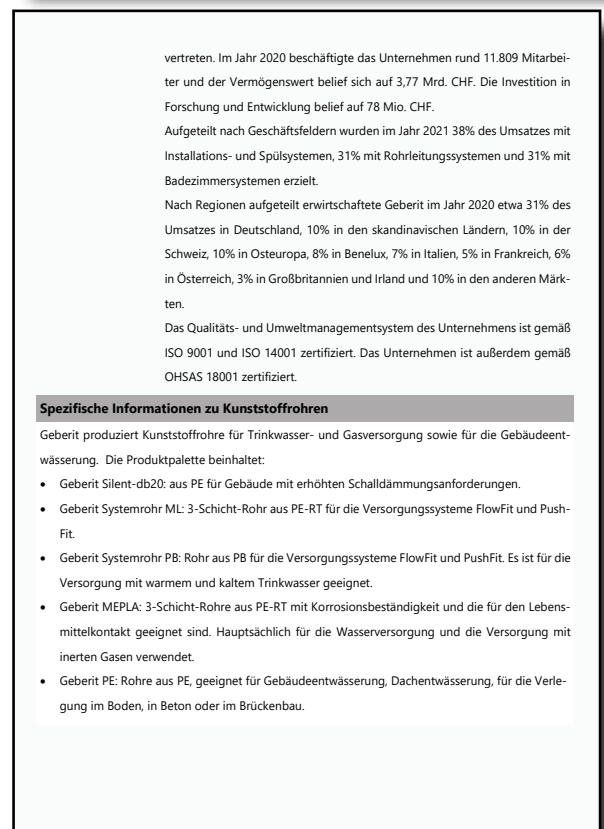 vertreten. Im Jahr 2020 beschäftigte das Unternehmen rund 11.809 Mitarbei-
ter und der Vermögenswert belief sich auf 3,77 Mrd. CHF. Die Investition in
Forschung und Entwicklung belief auf 78 Mio. CHF.
Aufgeteilt nach Geschäftsfeldern wurden im Jahr 2021 38% des Umsatzes mit
Installations- und Spülsystemen, 31% mit Rohrleitungssystemen und 31% mit
Badezimmersystemen erzielt.
Nach Regionen aufgeteilt erwirtschaftete Geberit im Jahr 2020 etwa 31% des
Umsatzes in Deutschland, 10% in den skandinavischen Ländern, 10% in der
Schweiz, 10% in Osteuropa, 8% in Benelux, 7% in Italien, 5% in Frankreich, 6%
in Österreich, 3% in Großbritannien und Irland und 10% in den anderen Märk-
ten.
Das Qualitäts- und Umweltmanagementsystem des Unternehmens ist gemäß
ISO 9001 und ISO 14001 zertifiziert. Das Unternehmen ist außerdem gemäß
OHSAS 18001 zertifiziert.
Spezifische Informationen zu Kunststoffrohren
Geberit produziert Kunststoffrohre für Trinkwasser- und Gasversorgung sowie für die Gebäudeent-
wässerung. Die Produktpalette beinhaltet:
• Geberit Silent-db20: aus PE für Gebäude mit erhöhten Schalldämmungsanforderungen.
• Geberit Systemrohr ML: 3-Schicht-Rohr aus PE-RT für die Versorgungssysteme FlowFit und Push-
Fit.
• Geberit Systemrohr PB: Rohr aus PB für die Versorgungssysteme FlowFit und PushFit. Es ist für die
Versorgung mit warmem und kaltem Trinkwasser geeignet.
• Geberit MEPLA: 3-Schicht-Rohre aus PE-RT mit Korrosionsbeständigkeit und die für den Lebens-
mittelkontakt geeignet sind. Hauptsächlich für die Wasserversorgung und die Versorgung mit
inerten Gasen verwendet.
• Geberit PE: Rohre aus PE, geeignet für Gebäudeentwässerung, Dachentwässerung, für die Verle-
gung im Boden, in Beton oder im Brückenbau.